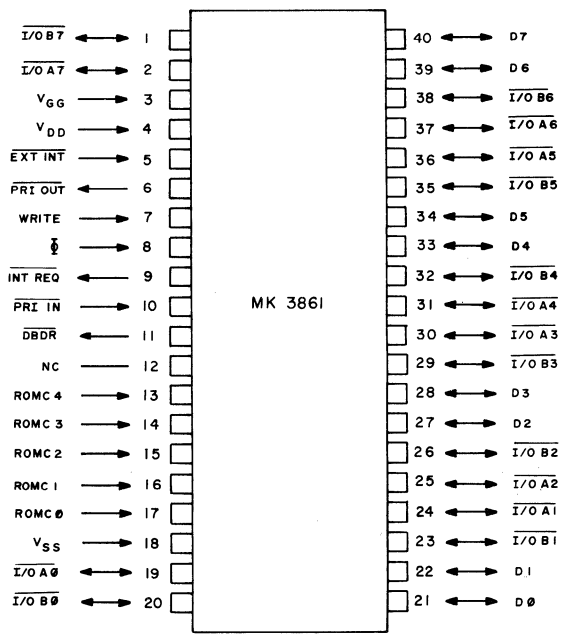 I/O B7 1 40 D7
I/O A7 2 39 D6
VGG 3 38 I/O B6
VDD 4 37 I/O A6
EXT INT 5 36 I/O A5
PRI OUT 6 35 I/O B5
WRITE 7 34 D5
Φ 8 33 D4
INT REQ 9 32 I/O B4
PRI IN 10 MK 3861 31 I/O A4
DBDR 11 30 I/O A3
NC 12 29 I/O B3
ROMC 4 13 28 D3
ROMC 3 14 27 D2
ROMC 2 15 26 I/O B2
ROMC 1 16 25 I/O A2
ROMC0 17 24 I/O A1
VSS 18 23 I/O B1
I/O A0 19 22 D1
I/O B0 20 21 D0